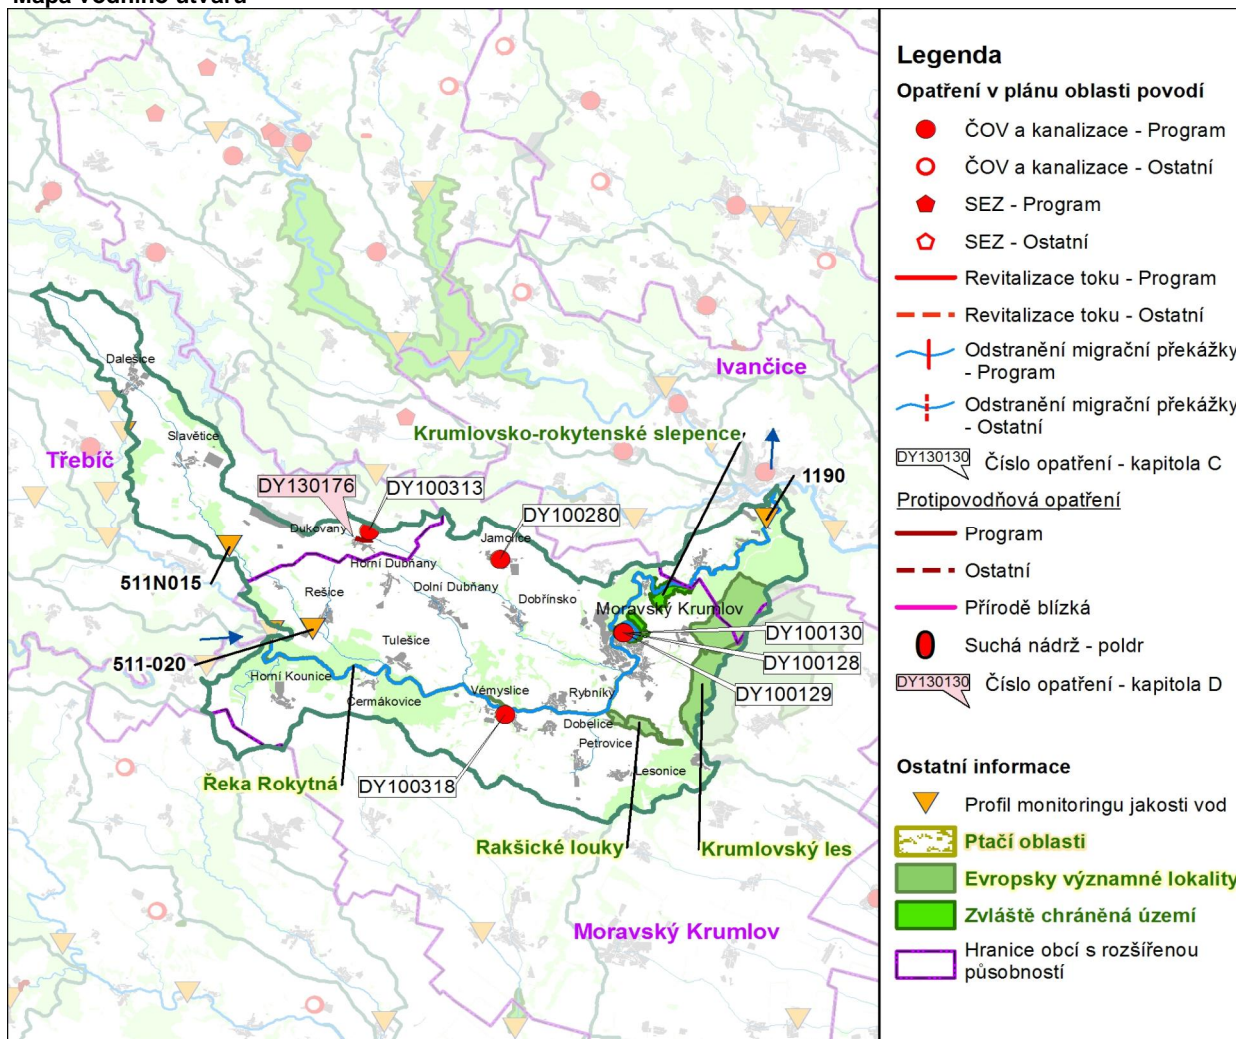 Mapa vodního útvaru
Dalešice
Slavětice
Třebíč
Ivančice
Krumlovsko-rokytenské slepence
DY130176
DY100313
1190
DY100280
Dukovany
Jamolice
Horní Dubňany
511N015
Rešice
Dolní Dubňany
Dobřínsko
Moravský Krumlov
DY100130
Tulešice
511-020
DY100128
Horní Kounice
DY100129
Čermákovice
Vémyslice
Rybníky
Dobelice
Petrovice
Lesonice
Řeka Rokytná
DY100318
Rakšické louky
Krumlovský les
Moravský Krumlov
Legenda
Opatření v plánu oblasti povodí
ČOV a kanalizace - Program
ČOV a kanalizace - Ostatní
SEZ - Program
SEZ - Ostatní
Revitalizace toku - Program
Revitalizace toku - Ostatní
Odstranění migrační překážky
- Program
Odstranění migrační překážky
- Ostatní
DY130130 Číslo opatření - kapitola C
Protipovodňová opatření
Program
Ostatní
Přírodě blízká
Suchá nádrž - poldr
DY130130 Číslo opatření - kapitola D
Ostatní informace
Profil monitoringu jakosti vod
Ptačí oblasti
Evropsky významné lokality
Zvláště chráněná území
Hranice obcí s rozšířenou
působností